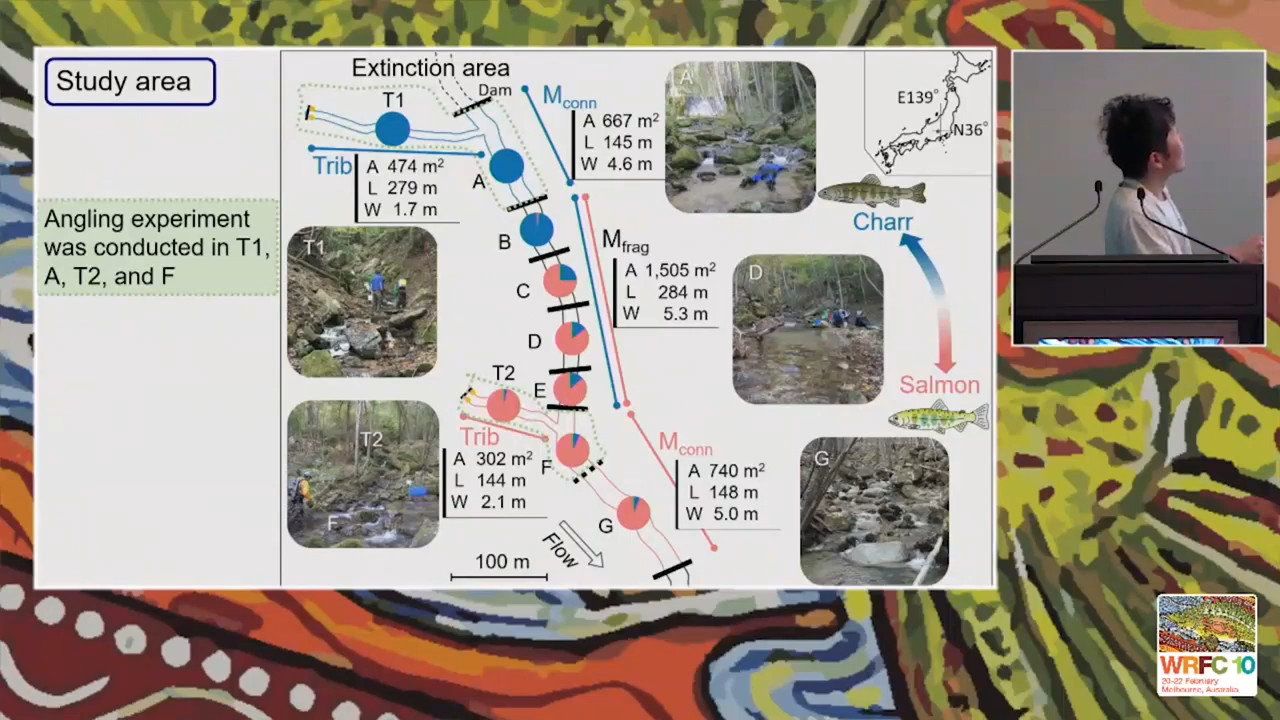 Study area
Angling experiment
was conducted in T1,
A, T2, and F
Extinction area
Dam
T1
Trib
A 474 m²
L 279 m
W 1.7 m
A
Mconn
A 667 m²
L 145 m
W 4.6 m
A
E139°
N36°
B
Mfrag
A 1,505 m²
L 284 m
W 5.3 m
Charr
T1
C
D
D
E
T2
Salmon
T2
F
Trib
A 302 m²
L 144 m
W 2.1 m
F
Mconn
A 740 m²
L 148 m
W 5.0 m
G
G
Flow
100 m
WRFC 10
20-22 February
Melbourne, Australia